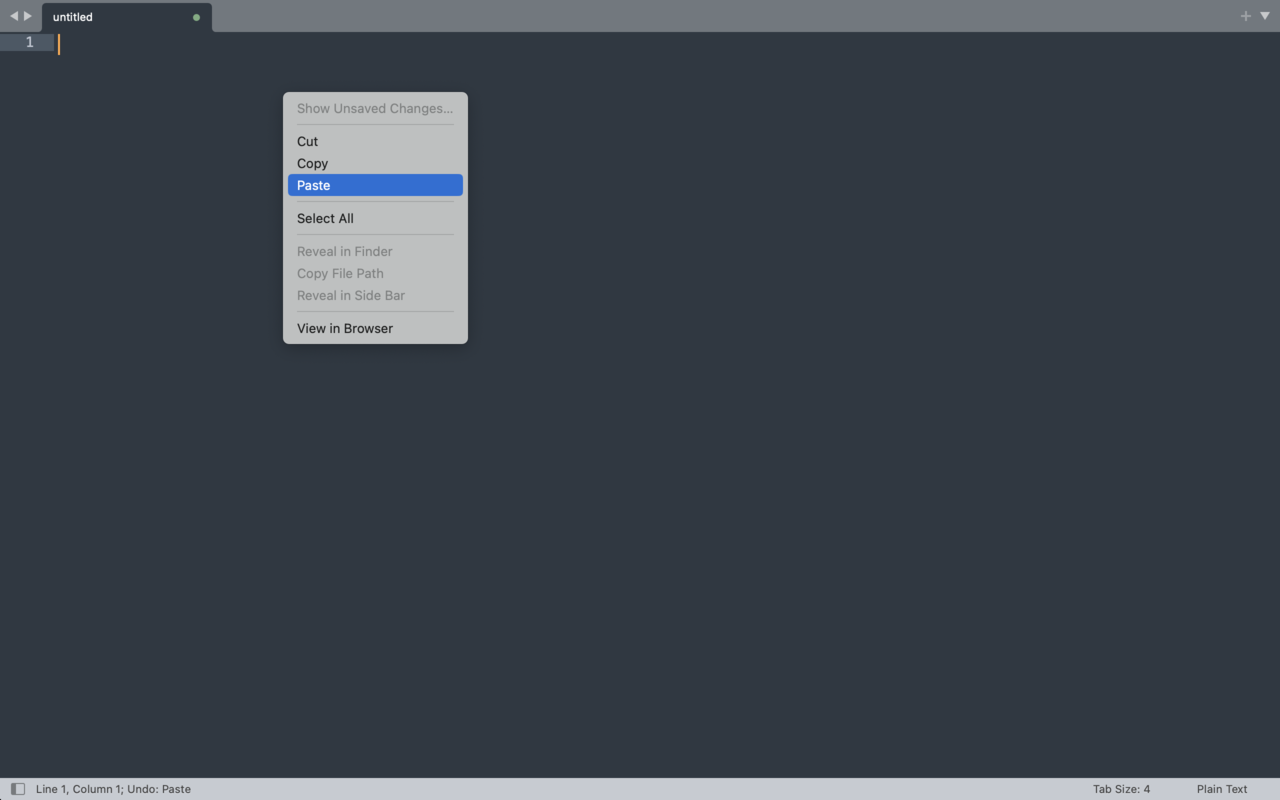 untitled
1
Show Unsaved Changes...
Cut
Copy
Paste
Select All
Reveal in Finder
Copy File Path
Reveal in Side Bar
View in Browser
Line 1, Column 1; Undo: Paste
Tab Size: 4
Plain Text